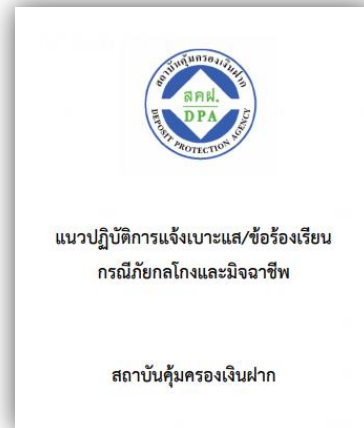 สถาบันคุ้มครองเงินฝาก
สคฝ.
DPA
DEPOSIT PROTECTION AGENCY
แนวปฏิบัติการแจ้งเบาะแส/ข้อร้องเรียน
กรณีภัยกลโกงและมิจฉาชีพ
สถาบันคุ้มครองเงินฝาก